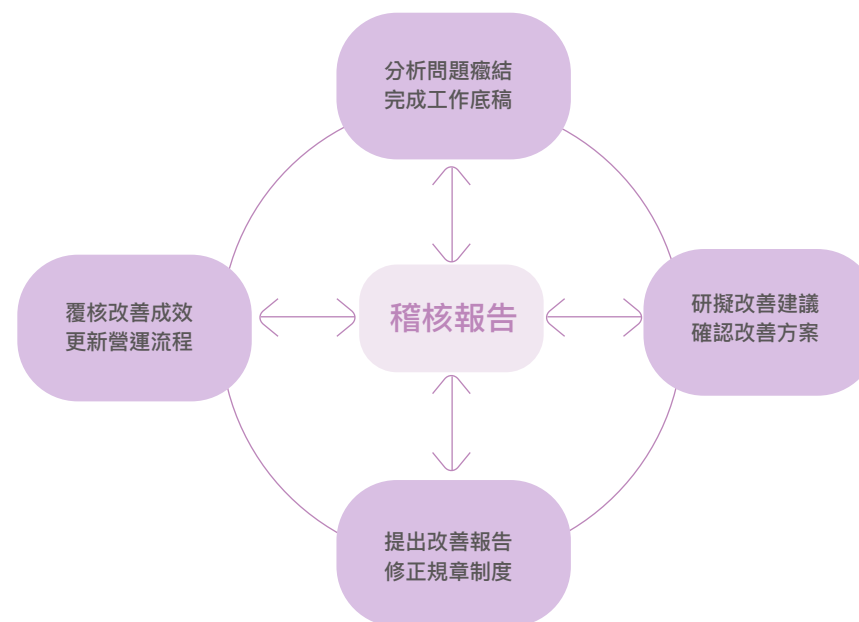 分析問題癥結
完成工作底稿
覆核改善成效
更新營運流程
稽核報告
研擬改善建議
確認改善方案
提出改善報告
修正規章制度